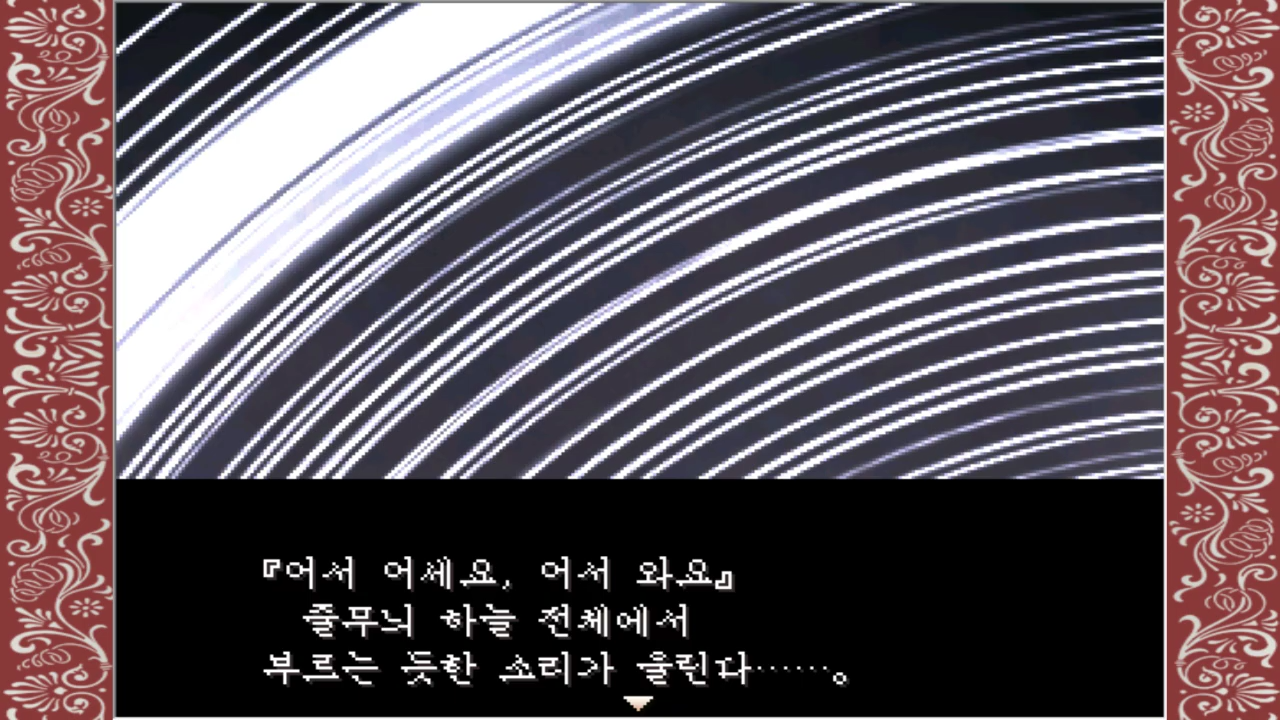 『어서 어세요, 어서 와요』
줄무늬 하늘 전체에서
부르는 듯한 소리가 울린다……。